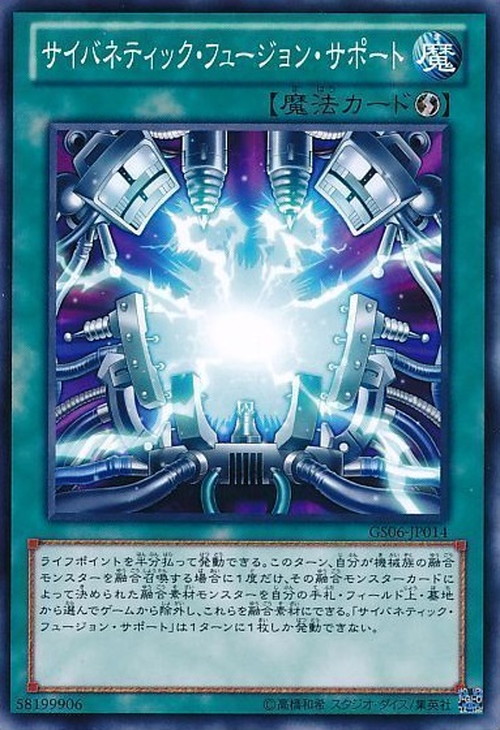 サイバネティック・フュージョン・サポート 魔
【魔法カード】
GS06-JP014
ライフポイントを半分払って発動できる。このターン、自分が機械族の融合
モンスターを融合召喚する場合に１度だけ、その融合モンスターカードに
よって決められた融合素材モンスターを自分の手札・フィールド上・墓地
から選んでゲームから除外し、これらを融合素材にできる。「サイバネティック・
フュージョン・サポート」は１ターンに１枚しか発動できない。
58199906 ©高橋和希 スタジオ・ダイス/集英社